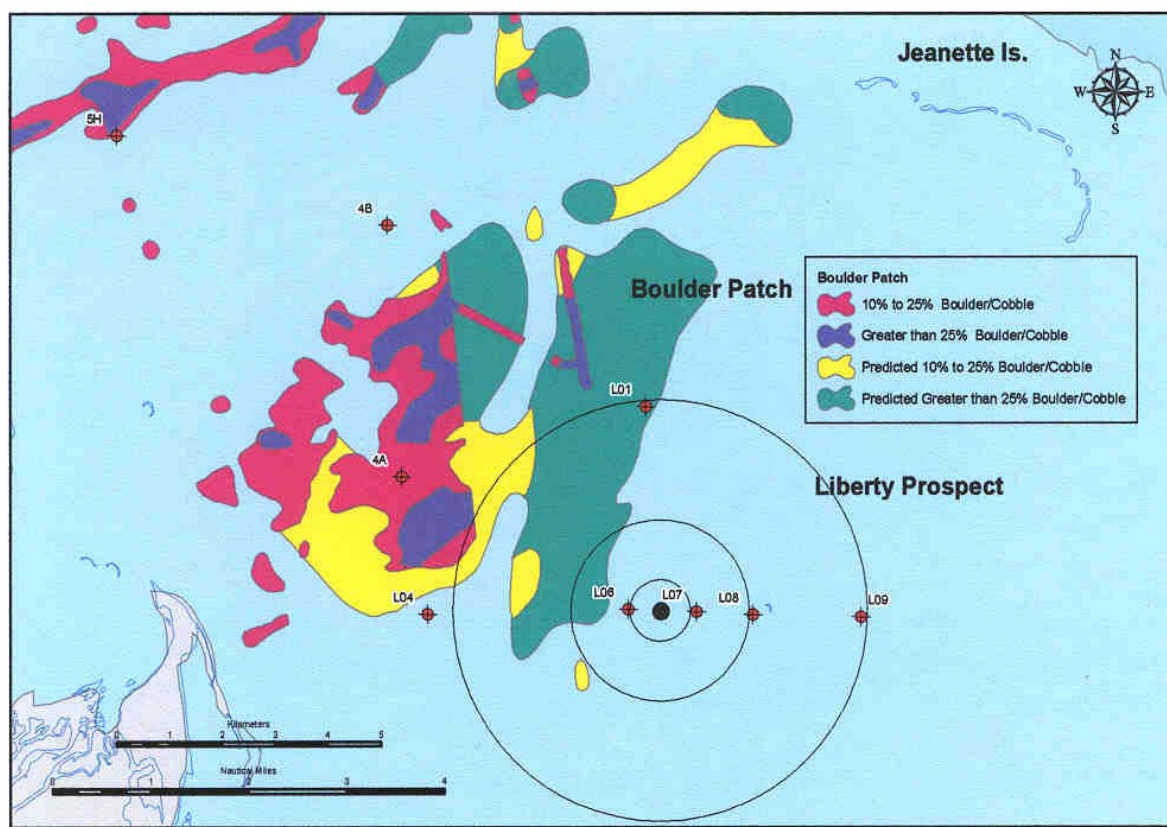 Jeanette Is.
N
W E
S
5H
4B
Boulder Patch
Boulder Patch
10% to 25% Boulder/Cobble
Greater than 25% Boulder/Cobble
Predicted 10% to 25% Boulder/Cobble
Predicted Greater than 25% Boulder/Cobble
L01
4A
Liberty Prospect
L04
L06
L07
L08
L09
Kilometers
0 1 2 3 4 5
Nautical Miles
0 1 2 3 4